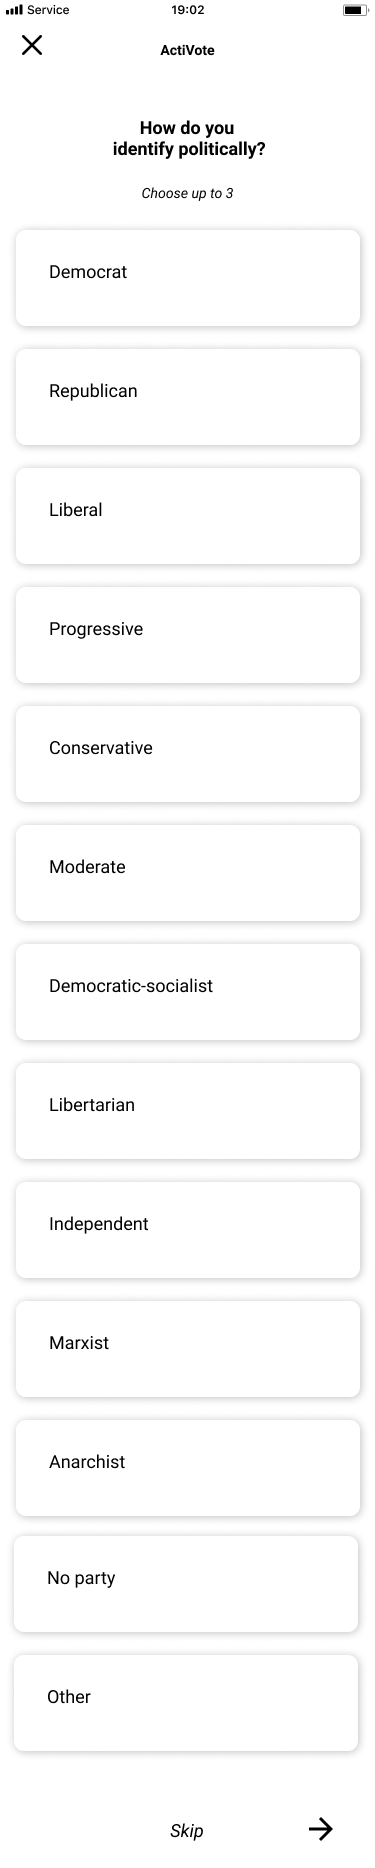 Service 19:02
ActiVote
How do you
identify politically?
Choose up to 3
Democrat
Republican
Liberal
Progressive
Conservative
Moderate
Democratic-socialist
Libertarian
Independent
Marxist
Anarchist
No party
Other
Skip